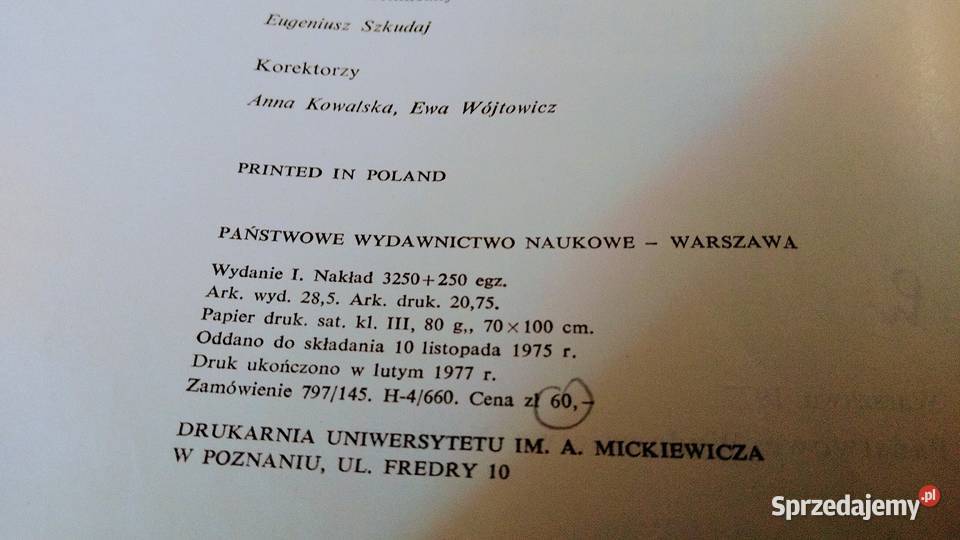 Eugeniusz Szkudaj
Korektorzy
Anna Kowalska, Ewa Wójtowicz
PRINTED IN POLAND
PAŃSTWOWE WYDAWNICTWO NAUKOWE – WARSZAWA
Wydanie I. Nakład 3250+250 egz.
Ark. wyd. 28,5. Ark. druk. 20,75.
Papier druk. sat. kl. III, 80 g,, 70×100 cm.
Oddano do składania 10 listopada 1975 r.
Druk ukończono w lutym 1977 r.
Zamówienie 797/145. H-4/660. Cena zł 60,–
DRUKARNIA UNIWERSYTETU IM. A. MICKIEWICZA
W POZNANIU, UL. FREDRY 10
Sprzedajemy.pl